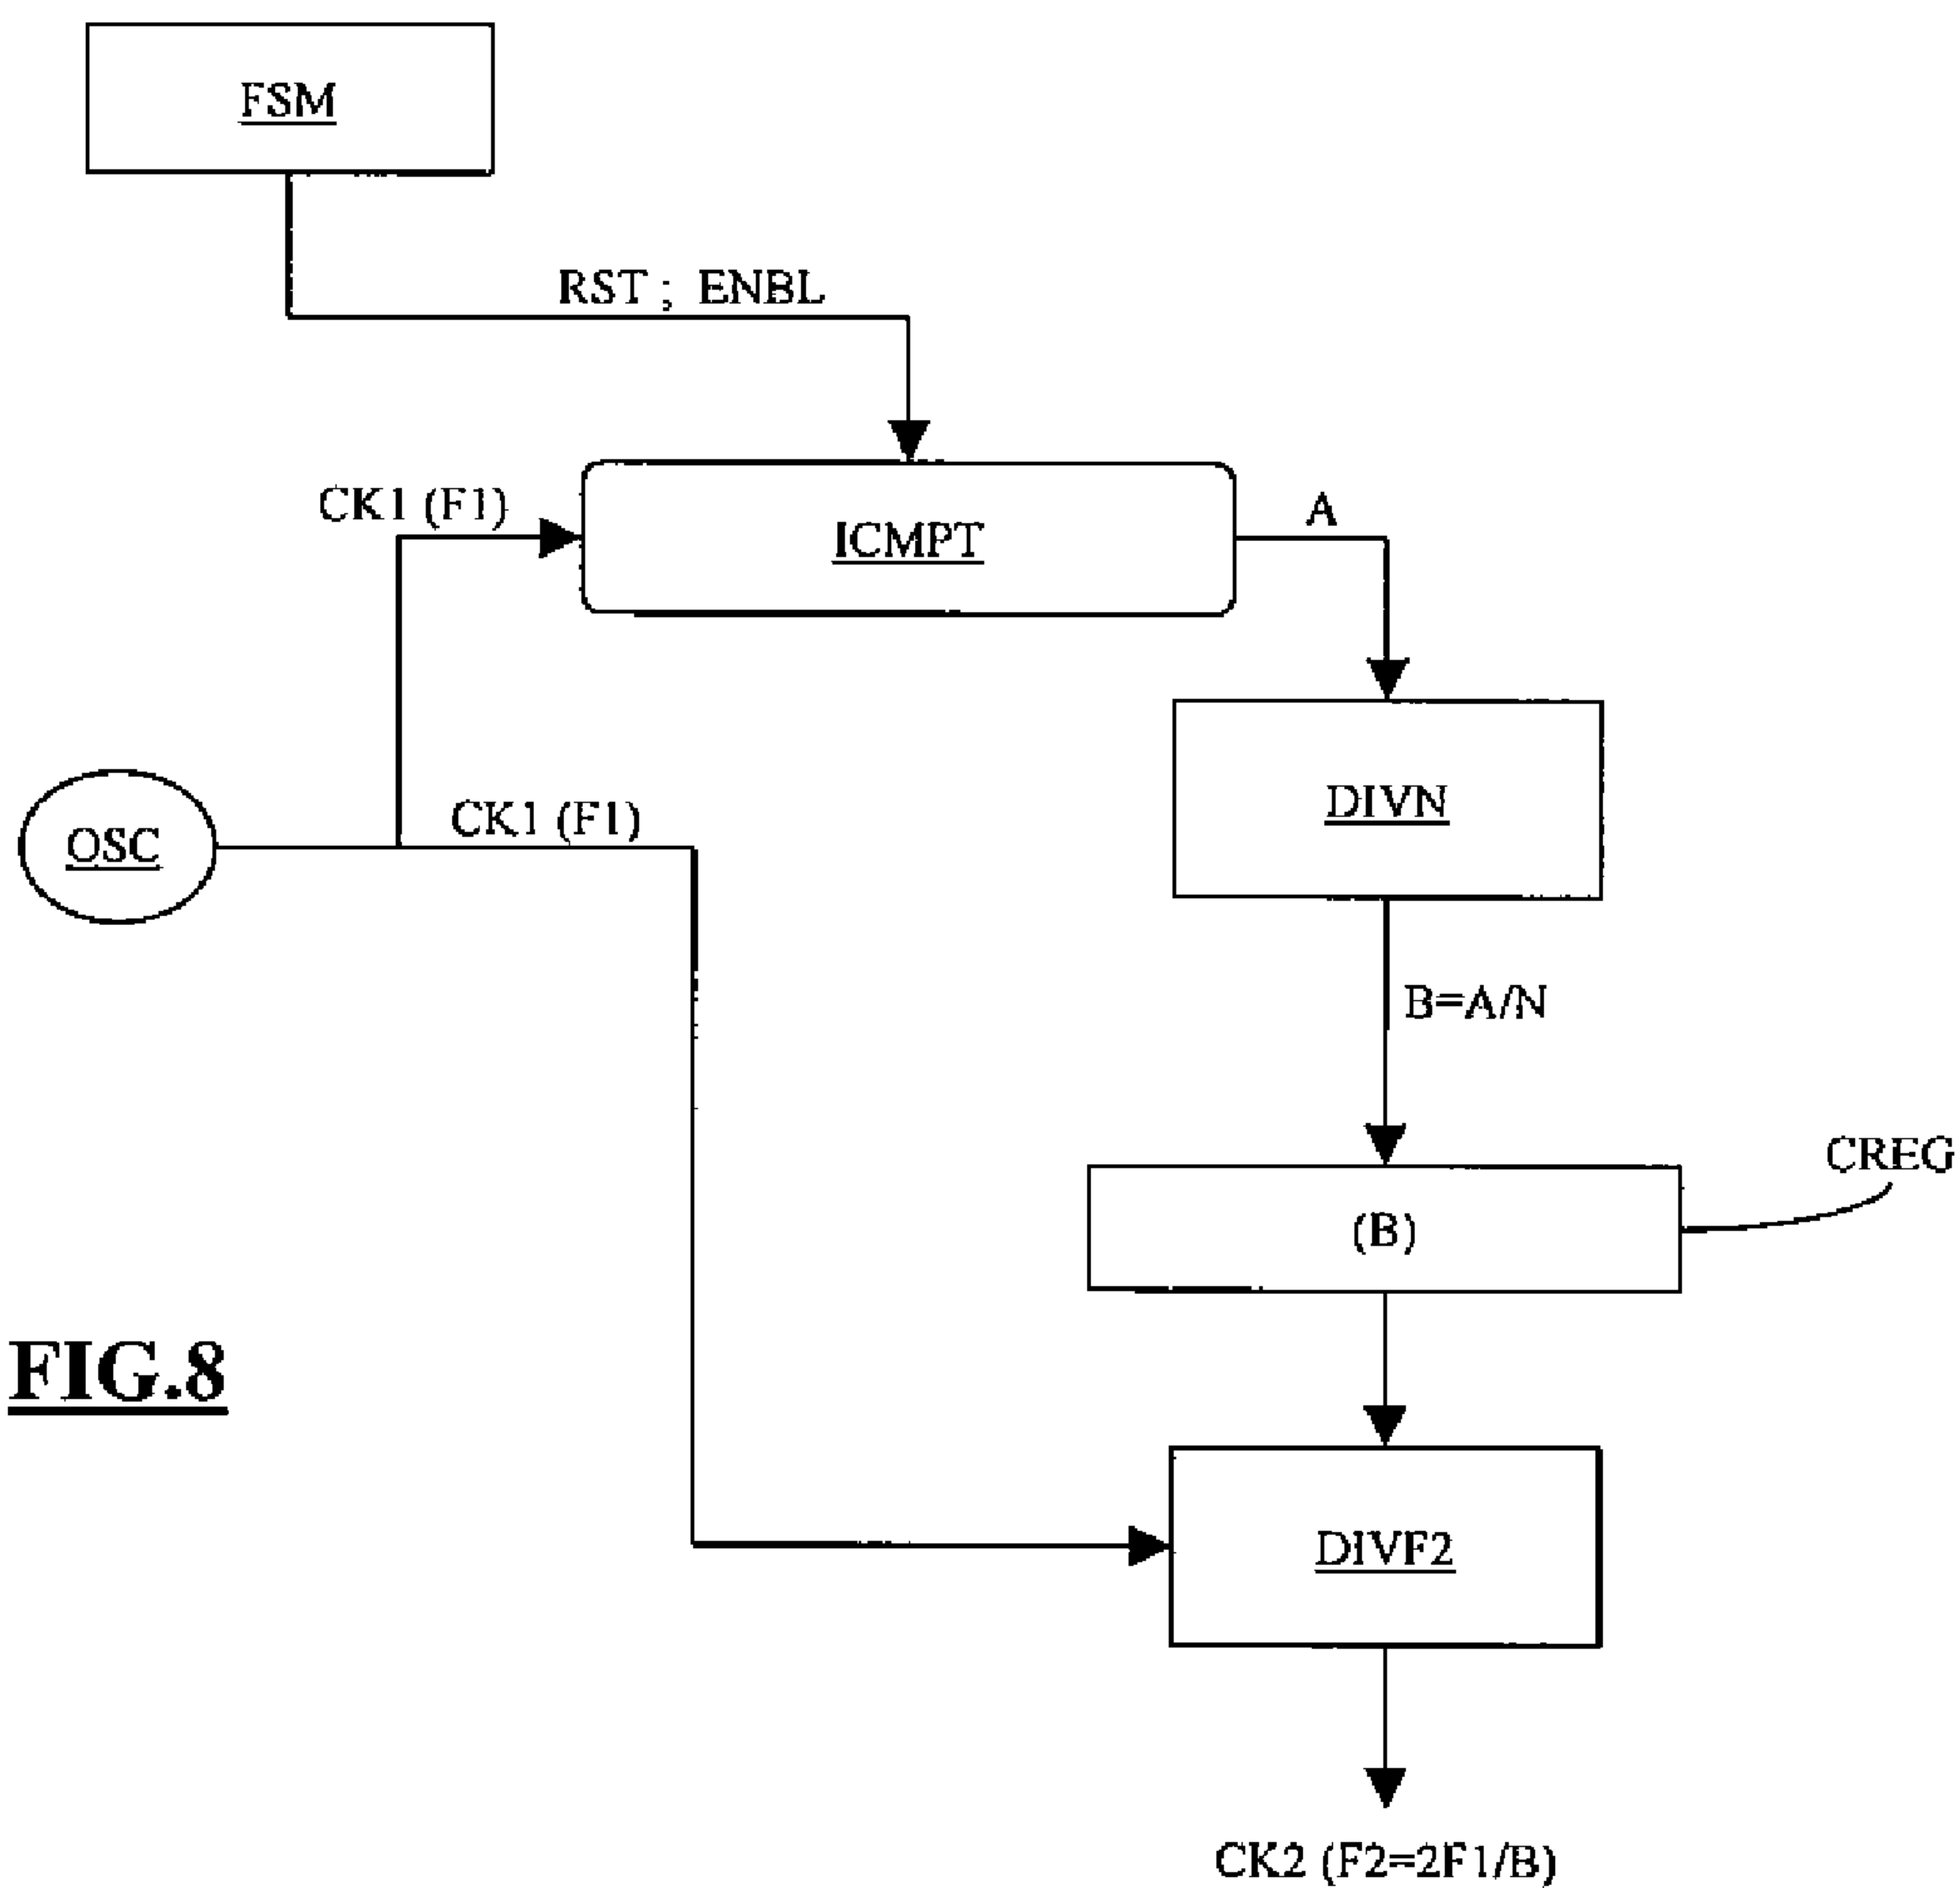 FSM
RST ; ENBL
CK1 (F1)
ICMPT
A
DIVN
CK1 (F1)
OSC
B=A/N
CREG
(B)
FIG.8
DIVF2
CK2 (F2=2F1/B)